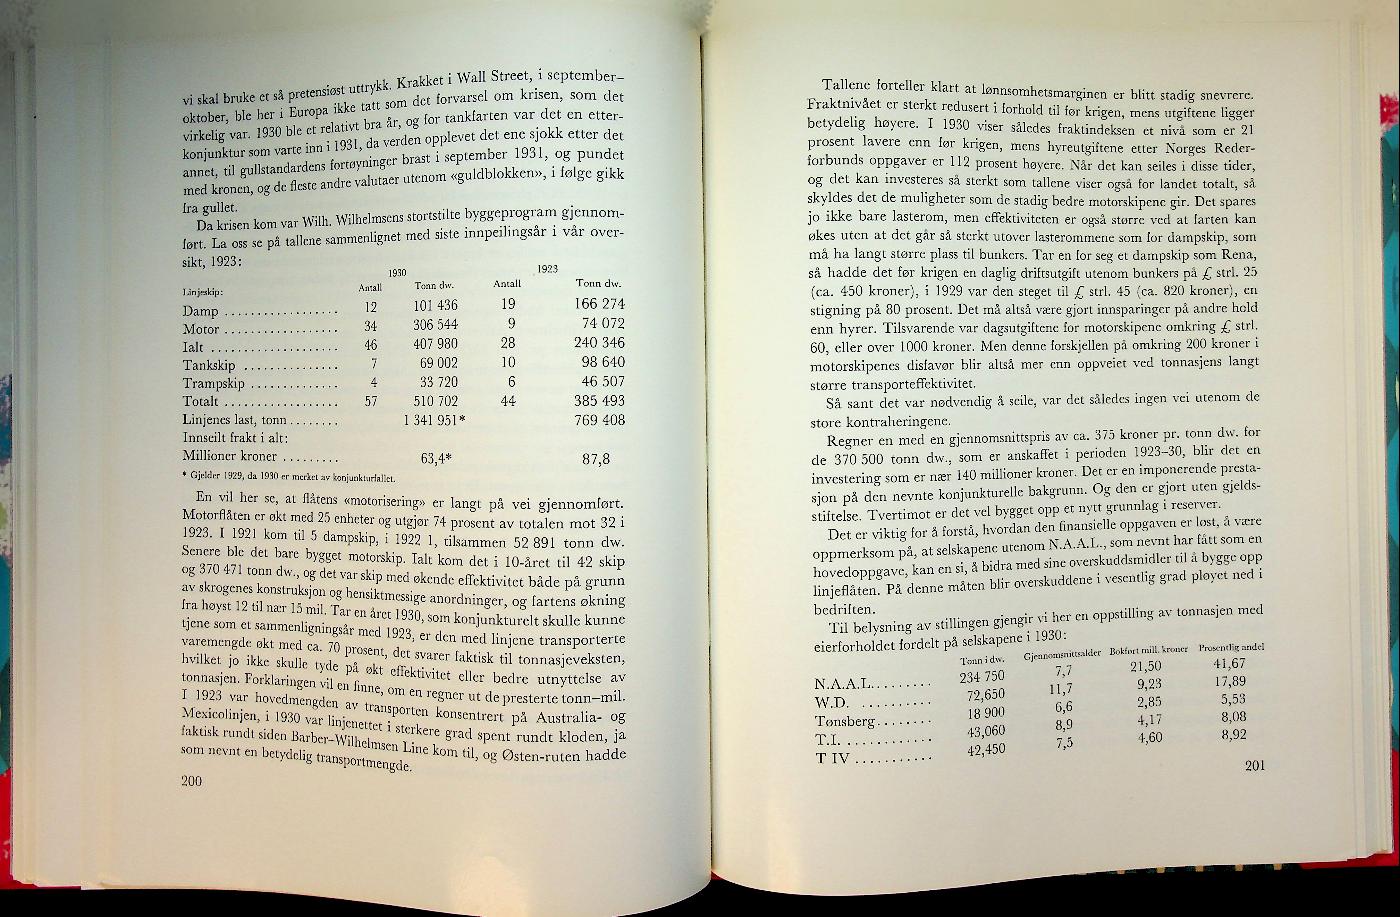 vi skal bruke et så pretensiøst uttrykk. Krakket i Wall Street, i september–
oktober, ble her i Europa ikke tatt som det forvarsel om krisen, som det
virkelig var. 1930 ble et relativt bra år, og for tankfarten var det en etter-
konjunktur som varte inn i 1931, da verden opplevet det ene sjokk etter det
annet, til gullstandardens fortøyninger brast i september 1931, og pundet
med kronen, og de fleste andre valutaer utenom «guldblokken», i følge gikk
fra gullet.
Da krisen kom var Wilh. Wilhelmsens stortstilte byggeprogram gjennom-
ført. La oss se på tallene sammenlignet med siste innpeilingsår i vår over-
sikt, 1923:
1930 1923
Linjeskip: Antall Tonn dw. Antall Tonn dw.
Damp .................. 12 101 436 19 166 274
Motor .................. 34 306 544 9 74 072
Ialt .................... 46 407 980 28 240 346
Tankskip ............... 7 69 002 10 98 640
Trampskip .............. 4 33 720 6 46 507
Totalt .................. 57 510 702 44 385 493
Linjenes last, tonn ........ 1 341 951* 769 408
Innseilt frakt i alt:
Millioner kroner ......... 63,4* 87,8
* Gjelder 1929, da 1930 er merket av konjunkturfallet.
En vil her se, at flåtens «motorisering» er langt på vei gjennomført.
Motorflåten er økt med 25 enheter og utgjør 74 prosent av totalen mot 32 i
1923. I 1921 kom til 5 dampskip, i 1922 1, tilsammen 52 891 tonn dw.
Senere ble det bare bygget motorskip. Ialt kom det i 10-året til 42 skip
og 370 471 tonn dw., og det var skip med økende effektivitet både på grunn
av skrogenes konstruksjon og hensiktmessige anordninger, og fartens økning
fra høyst 12 til nær 15 mil. Tar en året 1930, som konjunkturelt skulle kunne
tjene som et sammenligningsår med 1923, er den med linjene transporterte
varemengde økt med ca. 70 prosent, det svarer faktisk til tonnasjeveksten,
hvilket jo ikke skulle tyde på økt effektivitet eller bedre utnyttelse av
tonnasjen. Forklaringen vil en finne, om en regner ut de presterte tonn–mil.
I 1923 var hovedmengden av transporten konsentrert på Australia- og
Mexicolinjen, i 1930 var linjenettet i sterkere grad spent rundt kloden, ja
faktisk rundt siden Barber–Wilhelmsen Line kom til, og Østen-ruten hadde
som nevnt en betydelig transportmengde.
200
Tallene forteller klart at lønnsomhetsmarginen er blitt stadig snevrere.
Fraktnivået er sterkt redusert i forhold til før krigen, mens utgiftene ligger
betydelig høyere. I 1930 viser således fraktindeksen et nivå som er 21
prosent lavere enn før krigen, mens hyreutgiftene etter Norges Reder-
forbunds oppgaver er 112 prosent høyere. Når det kan seiles i disse tider,
og det kan investeres så sterkt som tallene viser også for landet totalt, så
skyldes det de muligheter som de stadig bedre motorskipene gir. Det spares
jo ikke bare lasterom, men effektiviteten er også større ved at farten kan
økes uten at det går så sterkt utover lasterommene som for dampskip, som
må ha langt større plass til bunkers. Tar en for seg et dampskip som Rena,
så hadde det før krigen en daglig driftsutgift utenom bunkers på £ strl. 25
(ca. 450 kroner), i 1929 var den steget til £ strl. 45 (ca. 820 kroner), en
stigning på 80 prosent. Det må altså være gjort innsparinger på andre hold
enn hyrer. Tilsvarende var dagsutgiftene for motorskipene omkring £ strl.
60, eller over 1000 kroner. Men denne forskjellen på omkring 200 kroner i
motorskipenes disfavør blir altså mer enn oppveiet ved tonnasjens langt
større transporteffektivitet.
Så sant det var nødvendig å seile, var det således ingen vei utenom de
store kontraheringene.
Regner en med en gjennomsnittspris av ca. 375 kroner pr. tonn dw. for
de 370 500 tonn dw., som er anskaffet i perioden 1923–30, blir det en
investering som er nær 140 millioner kroner. Det er en imponerende presta-
sjon på den nevnte konjunkturelle bakgrunn. Og den er gjort uten gjelds-
stiftelse. Tvertimot er det vel bygget opp et nytt grunnlag i reserver.
Det er viktig for å forstå, hvordan den finansielle oppgaven er løst, å være
oppmerksom på, at selskapene utenom N.A.A.L., som nevnt har fått som en
hovedoppgave, kan en si, å bidra med sine overskuddsmidler til å bygge opp
linjeflåten. På denne måten blir overskuddene i vesentlig grad pløyet ned i
bedriften.
Til belysning av stillingen gjengir vi her en oppstilling av tonnasjen med
eierforholdet fordelt på selskapene i 1930:
Tonn i dw. Gjennomsnittsalder Bokført mill. kroner Prosentlig andel
N.A.A.L. ........ 234 750 7,7 21,50 41,67
W.D. .......... 72,650 11,7 9,23 17,89
Tønsberg ........ 18 900 6,6 2,85 5,53
T.I. ............ 43,060 8,9 4,17 8,08
T IV ........... 42,450 7,5 4,60 8,92
201